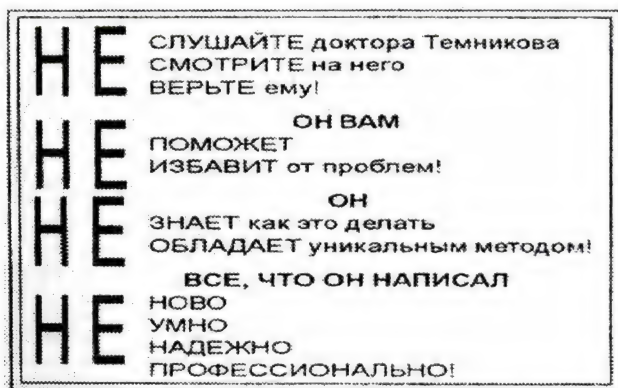 НЕ СЛУШАЙТЕ доктора Темникова
СМОТРИТЕ на него
ВЕРЬТЕ ему!
ОН ВАМ
НЕ ПОМОЖЕТ
ИЗБАВИТ от проблем!
ОН
НЕ ЗНАЕТ как это делать
ОБЛАДАЕТ уникальным методом!
ВСЕ, ЧТО ОН НАПИСАЛ
НЕ НОВО
УМНО
НАДЕЖНО
ПРОФЕССИОНАЛЬНО!